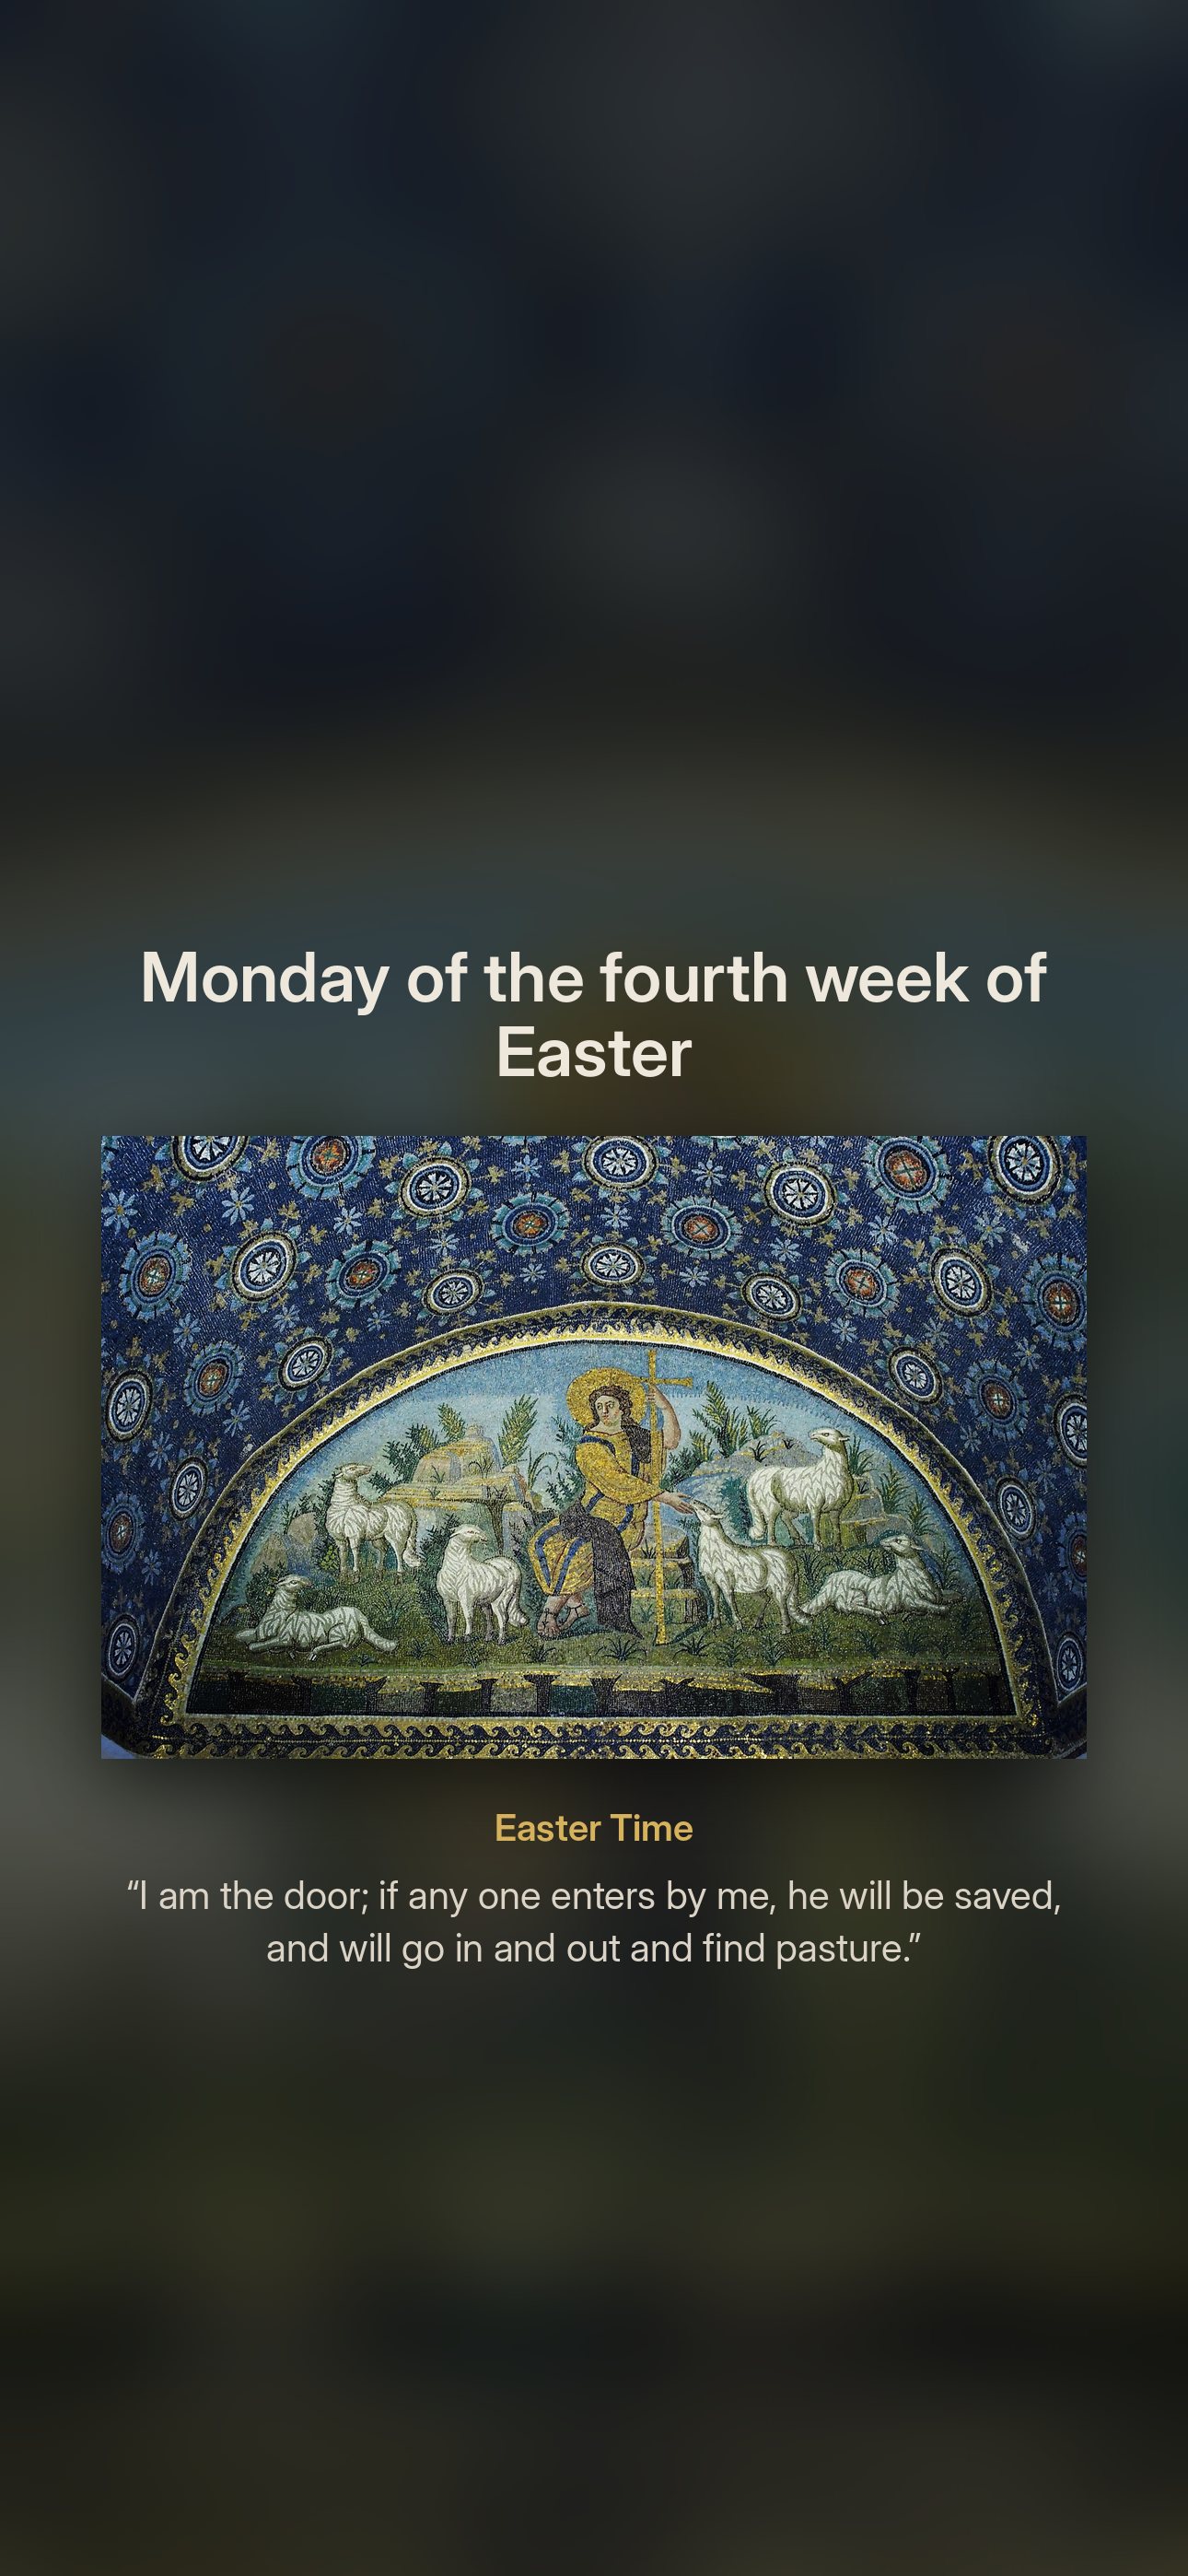 Monday of the fourth week of
Easter
Easter Time
“I am the door; if any one enters by me, he will be saved,
and will go in and out and find pasture.”